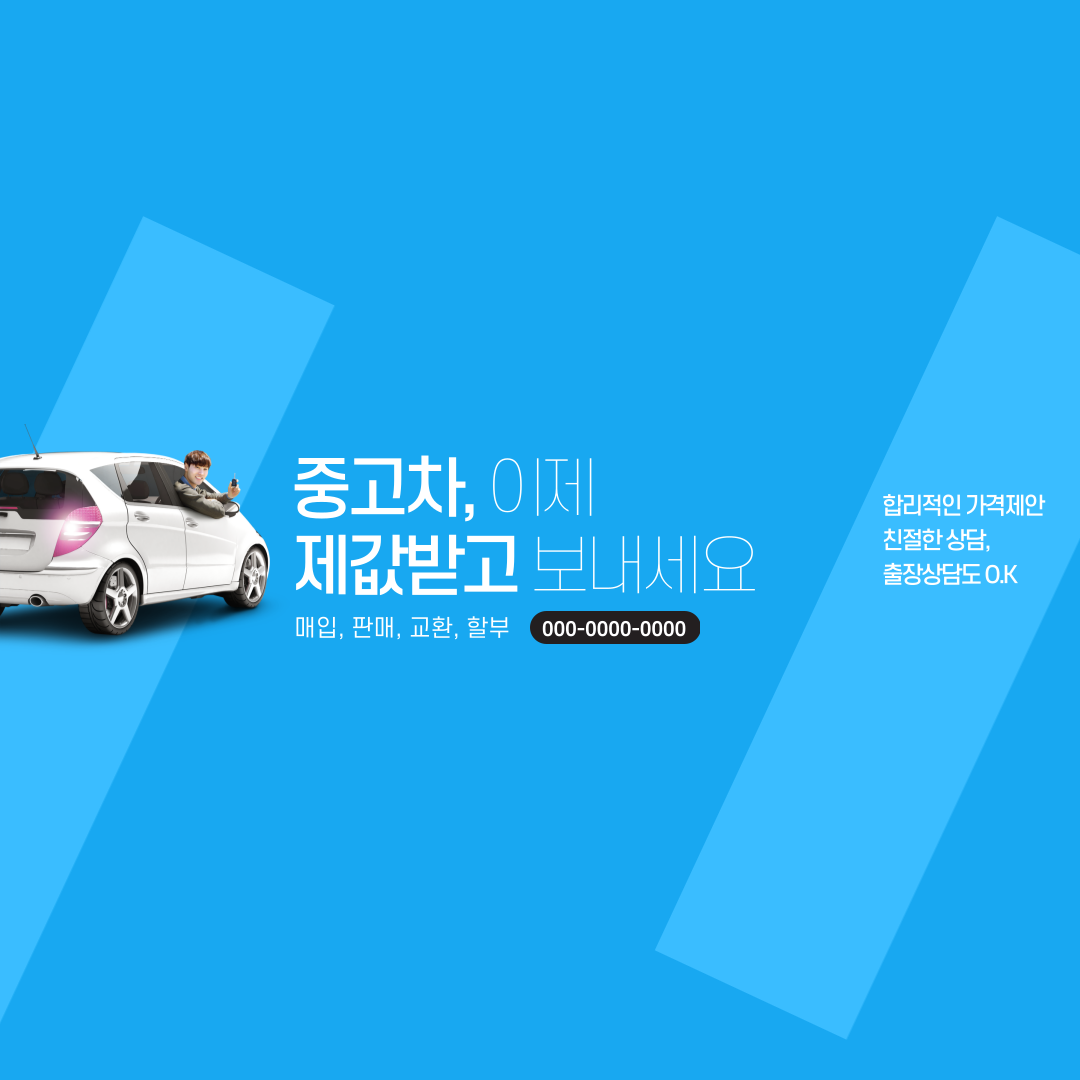 중고차, 이제
제값받고 보내세요
매입, 판매, 교환, 할부 000-0000-0000
합리적인 가격제안
친절한 상담,
출장상담도 O.K